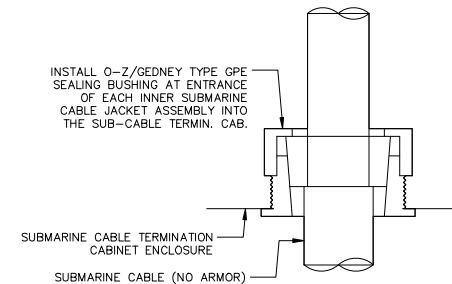 INSTALL O-Z/GEDNEY TYPE GPE
SEALING BUSHING AT ENTRANCE
OF EACH INNER SUBMARINE
CABLE JACKET ASSEMBLY INTO
THE SUB-CABLE TERMIN. CAB.
SUBMARINE CABLE TERMINATION
CABINET ENCLOSURE
SUBMARINE CABLE (NO ARMOR)